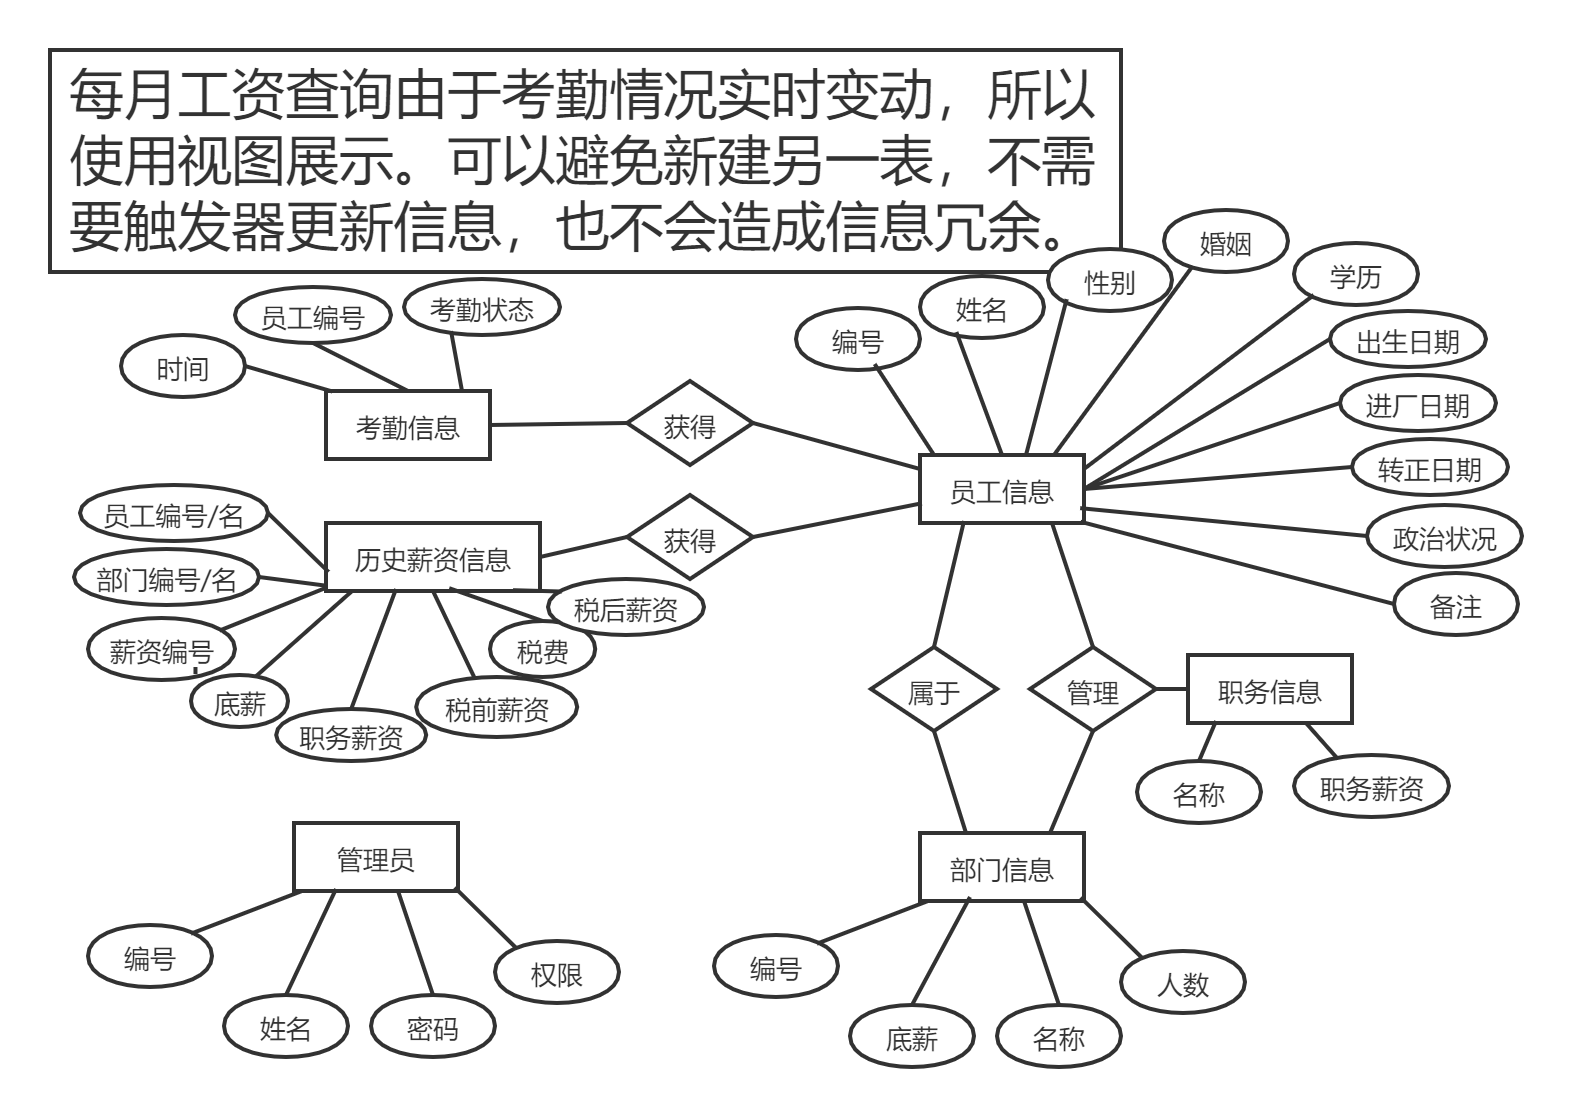 每月工资查询由于考勤情况实时变动，所以
使用视图展示。可以避免新建另一表，不需
要触发器更新信息，也不会造成信息冗余。
婚姻
性别
学历
员工编号
考勤状态
姓名
编号
出生日期
时间
进厂日期
考勤信息
获得
转正日期
员工信息
员工编号/名
政治状况
历史薪资信息
获得
部门编号/名
税后薪资
备注
薪资编号
税费
底薪
税前薪资
属于
管理
职务信息
职务薪资
名称
职务薪资
管理员
部门信息
编号
权限
编号
人数
姓名
密码
底薪
名称